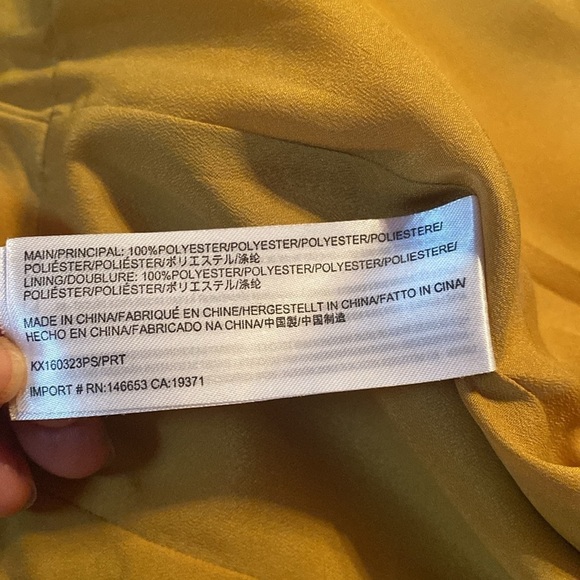 MAIN/PRINCIPAL: 100%POLYESTER/POLYESTER/POLYESTER/POLIESTERE/
POLIÉSTER/POLIÉSTER/ポリエステル/涤纶
LINING/DOUBLURE: 100%POLYESTER/POLYESTER/POLYESTER/POLIESTERE/
POLIÉSTER/POLIÉSTER/ポリエステル/涤纶
MADE IN CHINA/FABRIQUÉ EN CHINE/HERGESTELLT IN CHINA/FATTO IN CINA/
HECHO EN CHINA/FABRICADO NA CHINA/中国製/中国制造
KX160323PS/PRT
IMPORT # RN:146653 CA:19371